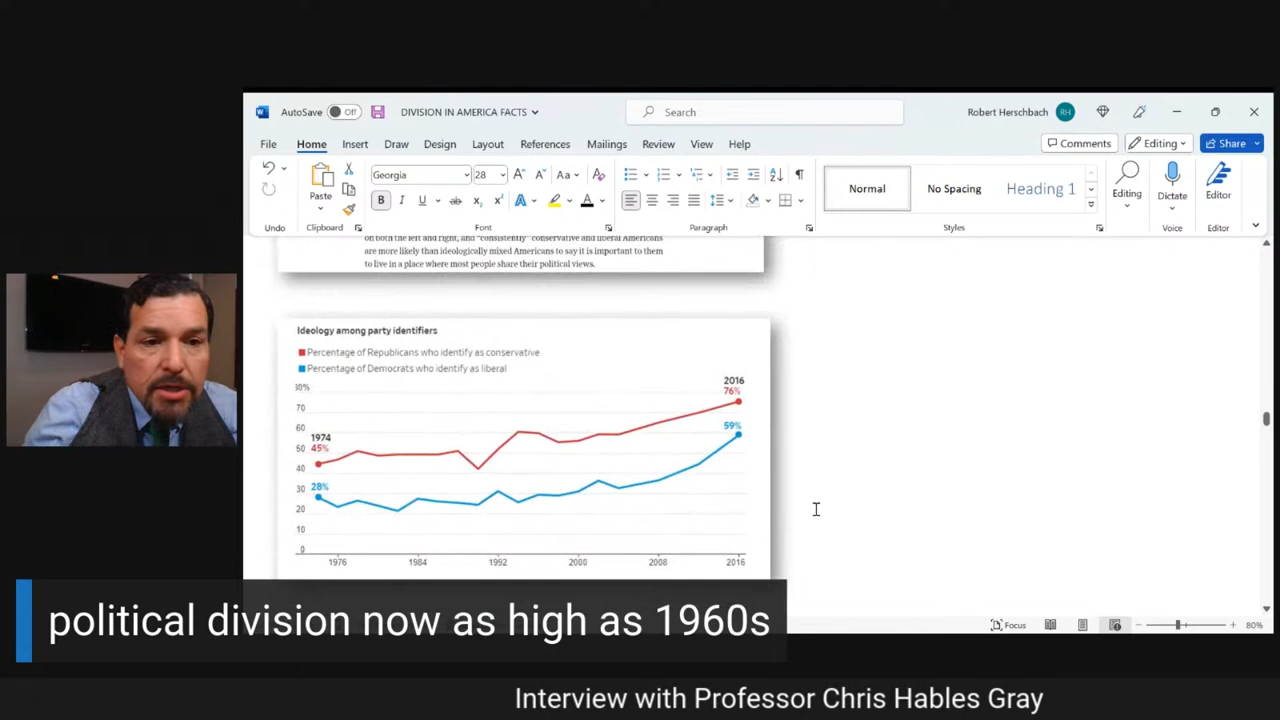 AutoSave Off DIVISION IN AMERICA FACTS Search Robert Herschbach RH
File Home Insert Draw Design Layout References Mailings Review View Help Comments Editing Share
Georgia 28 Aa
Paste Normal No Spacing Heading 1 Editing Dictate Editor
B I U ab x2 x2 A A
Undo Clipboard Font Paragraph Styles Voice Editor
on both the left and right, and "consistently" conservative and liberal Americans
are more likely than ideologically mixed Americans to say it is important to them
to live in a place where most people share their political views.
Ideology among party identifiers
Percentage of Republicans who identify as conservative
Percentage of Democrats who identify as liberal
80%
70
60
50
40
30
20
10
0
1974
45%
28%
2016
76%
59%
1976 1984 1992 2000 2008 2016
political division now as high as 1960s
Focus 80%
Interview with Professor Chris Hables Gray